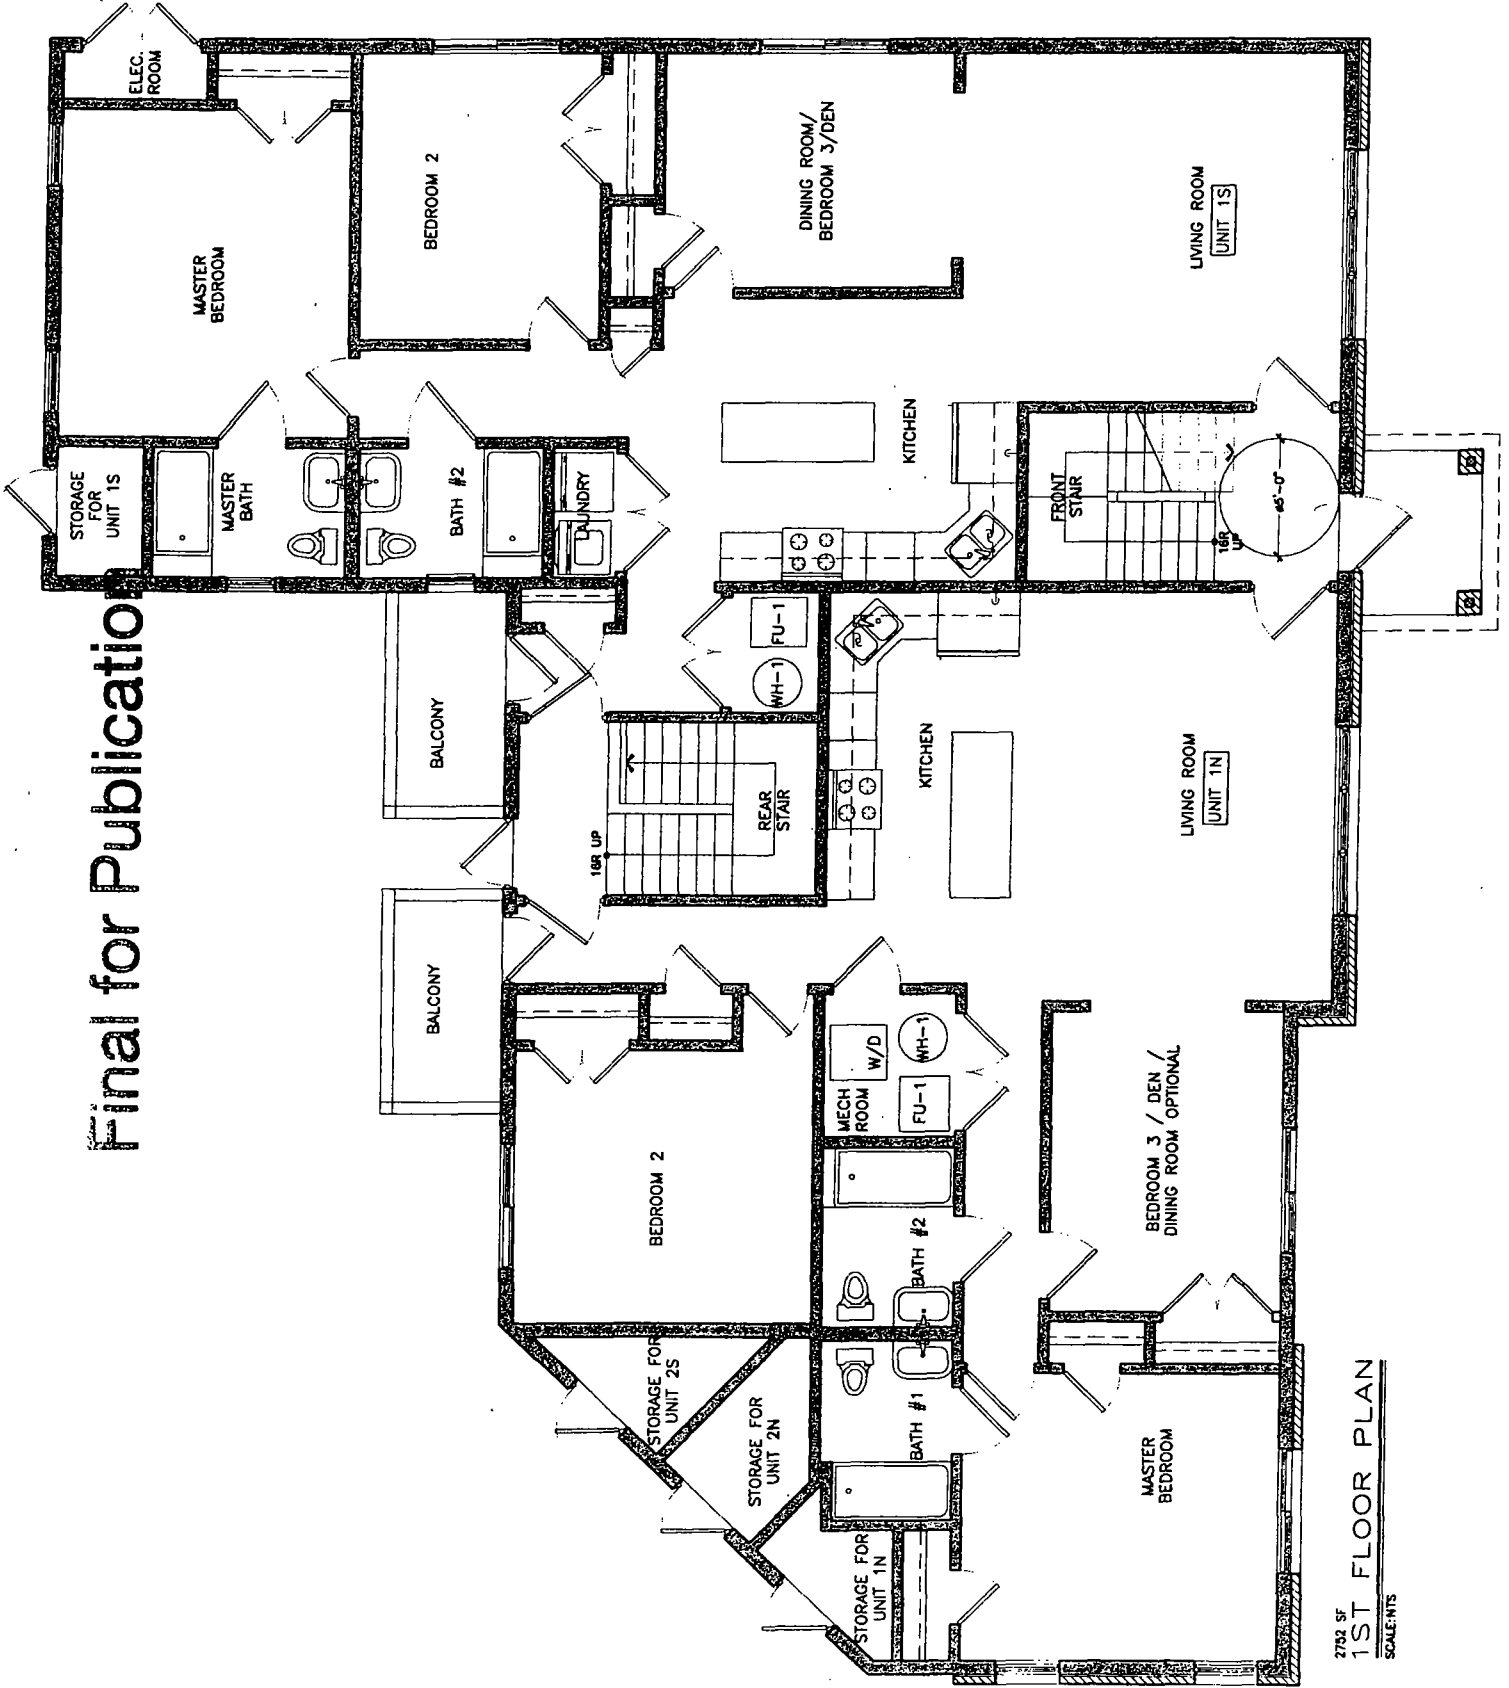 Final for Publication
ELEC.
ROOM
MASTER
BEDROOM
BEDROOM 2
DINING ROOM/
BEDROOM 3/DEN
LIVING ROOM
UNIT 1S
STORAGE
FOR
UNIT 1S
MASTER
BATH
BATH #2
LAUNDRY
KITCHEN
FRONT
STAIR
16R
UP
ø5'-0"
BALCONY
FU-1
WH-1
REAR
STAIR
16R UP
KITCHEN
LIVING ROOM
UNIT 1N
BALCONY
BEDROOM 2
W/D
WH-1
MECH
ROOM
FU-1
BEDROOM 3 / DEN /
DINING ROOM OPTIONAL
BATH #2
BATH #1
STORAGE FOR
UNIT 2S
STORAGE FOR
UNIT 2N
STORAGE FOR
UNIT 1N
MASTER
BEDROOM
2752 SF
1ST FLOOR PLAN
SCALE:NTS